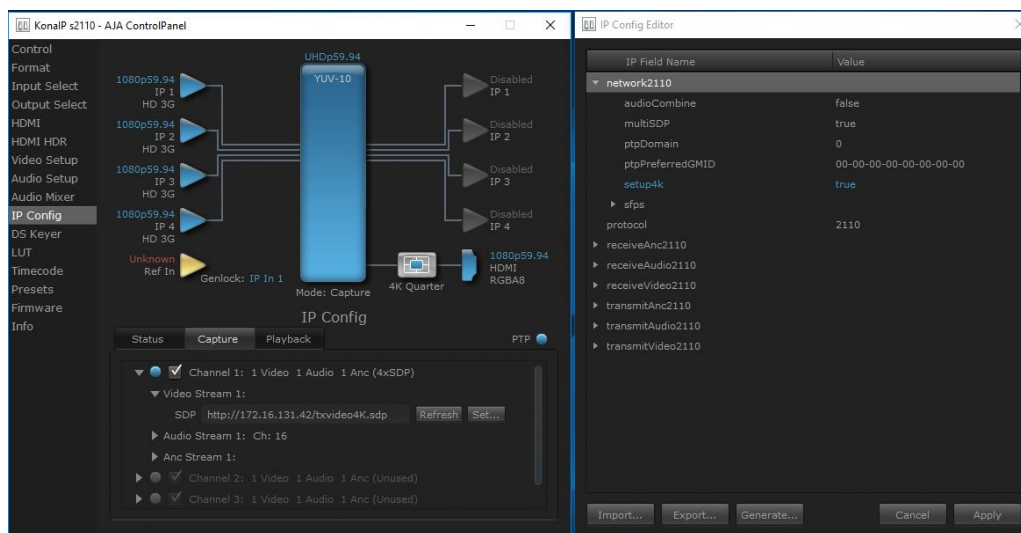 KonaIP s2110 - AJA ControlPanel
Control
Format
Input Select
Output Select
HDMI
HDMI HDR
Video Setup
Audio Setup
Audio Mixer
IP Config
DS Keyer
LUT
Timecode
Presets
Firmware
Info
UHDp59.94
YUV-10
1080p59.94
IP 1
HD 3G
1080p59.94
IP 2
HD 3G
1080p59.94
IP 3
HD 3G
1080p59.94
IP 4
HD 3G
Unknown
Ref In
Genlock: IP In 1
Mode: Capture
Disabled
IP 1
Disabled
IP 2
Disabled
IP 3
Disabled
IP 4
4K Quarter
1080p59.94
HDMI
RGBA8
IP Config
Status Capture Playback PTP
Channel 1: 1 Video 1 Audio 1 Anc (4xSDP)
Video Stream 1:
SDP http://172.16.131.42/txvideo4K.sdp Refresh Set...
Audio Stream 1: Ch: 16
Anc Stream 1:
Channel 2: 1 Video 1 Audio 1 Anc (Unused)
Channel 3: 1 Video 1 Audio 1 Anc (Unused)
IP Config Editor
IP Field Name Value
network2110
audioCombine false
multiSDP true
ptpDomain 0
ptpPreferredGMID 00-00-00-00-00-00-00-00
setup4k true
sfps
protocol 2110
receiveAnc2110
receiveAudio2110
receiveVideo2110
transmitAnc2110
transmitAudio2110
transmitVideo2110
Import... Export... Generate... Cancel Apply